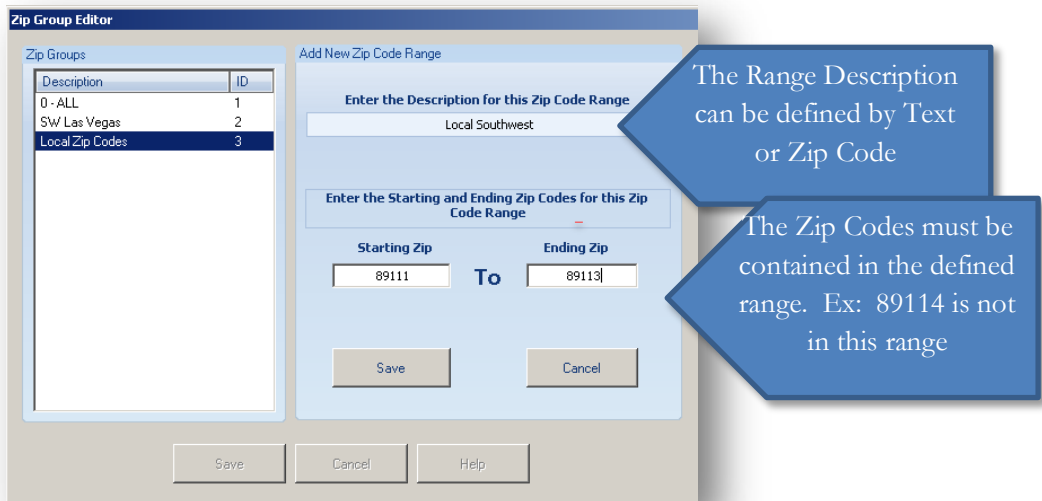 Zip Group Editor
Zip Groups
Description ID
0 - ALL 1
SW Las Vegas 2
Local Zip Codes 3
Add New Zip Code Range
Enter the Description for this Zip Code Range
Local Southwest
Enter the Starting and Ending Zip Codes for this Zip
Code Range
Starting Zip Ending Zip
89111 To 89113
Save Cancel
Save Cancel Help
The Range Description
can be defined by Text
or Zip Code
The Zip Codes must be
contained in the defined
range. Ex: 89114 is not
in this range